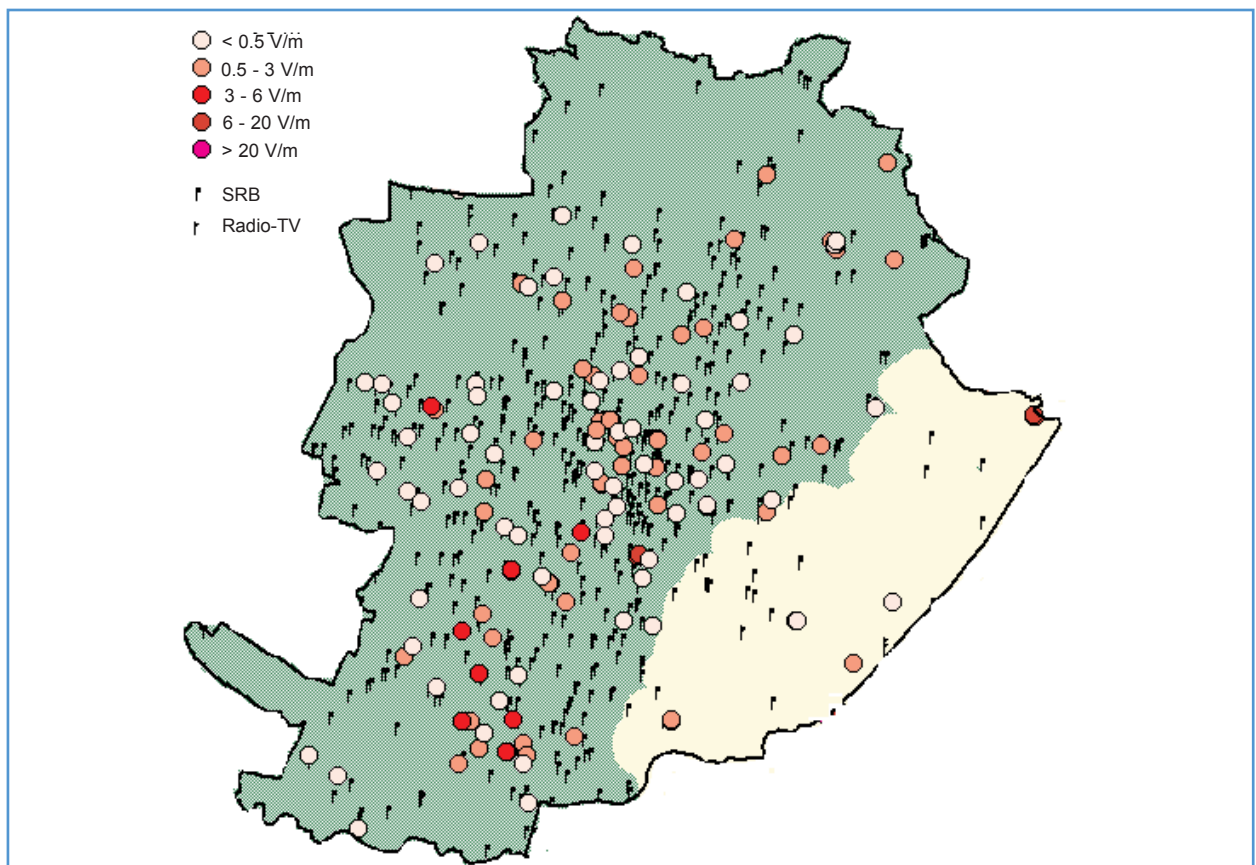 < 0.5 V/m
0.5 - 3 V/m
3 - 6 V/m
6 - 20 V/m
> 20 V/m
SRB
Radio-TV